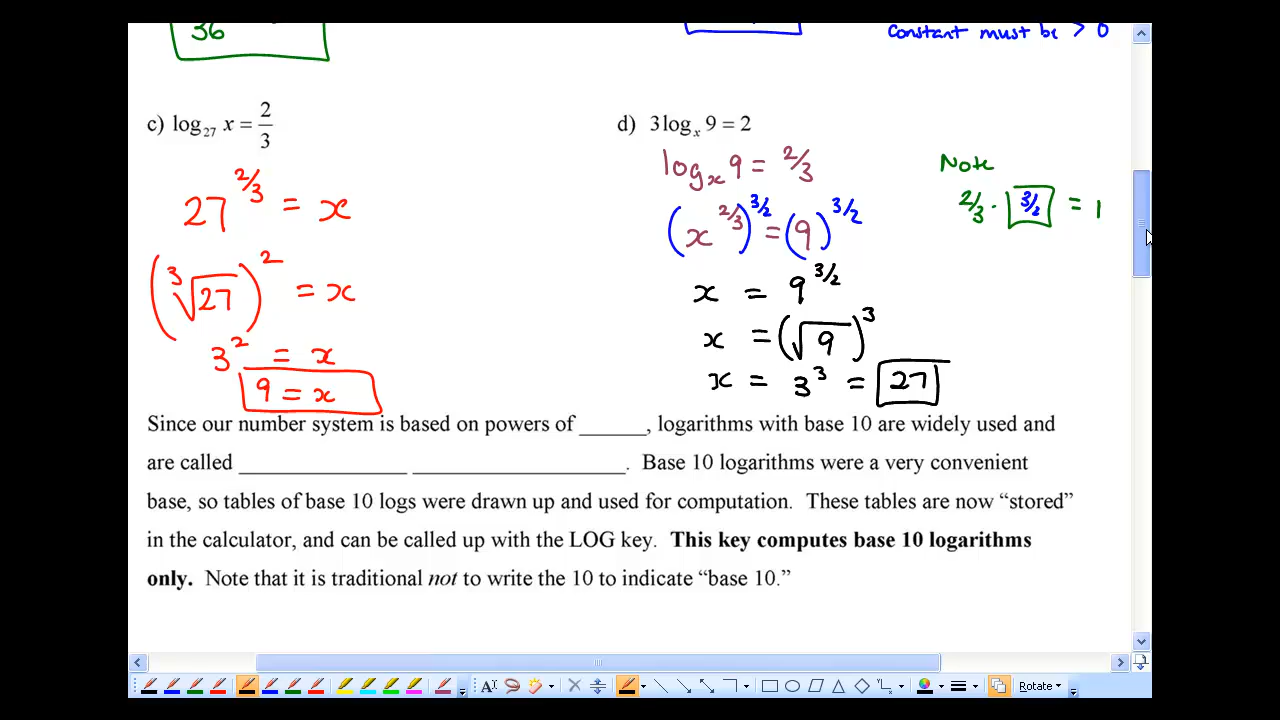 36
Constant must be > 0
c) log₂₇ x = 2/3
27^(2/3) = x
(∛27)² = x
3² = x
9 = x
d) 3logₓ 9 = 2
logₓ 9 = 2/3
(x^(2/3))^(3/2) = (9)^(3/2)
x = 9^(3/2)
x = (√9)³
x = 3³ = 27
Note
2/3 · 3/2 = 1
Since our number system is based on powers of ______, logarithms with base 10 are widely used and
are called _______________ ___________________. Base 10 logarithms were a very convenient
base, so tables of base 10 logs were drawn up and used for computation. These tables are now “stored”
in the calculator, and can be called up with the LOG key. This key computes base 10 logarithms
only. Note that it is traditional not to write the 10 to indicate “base 10.”
Rotate